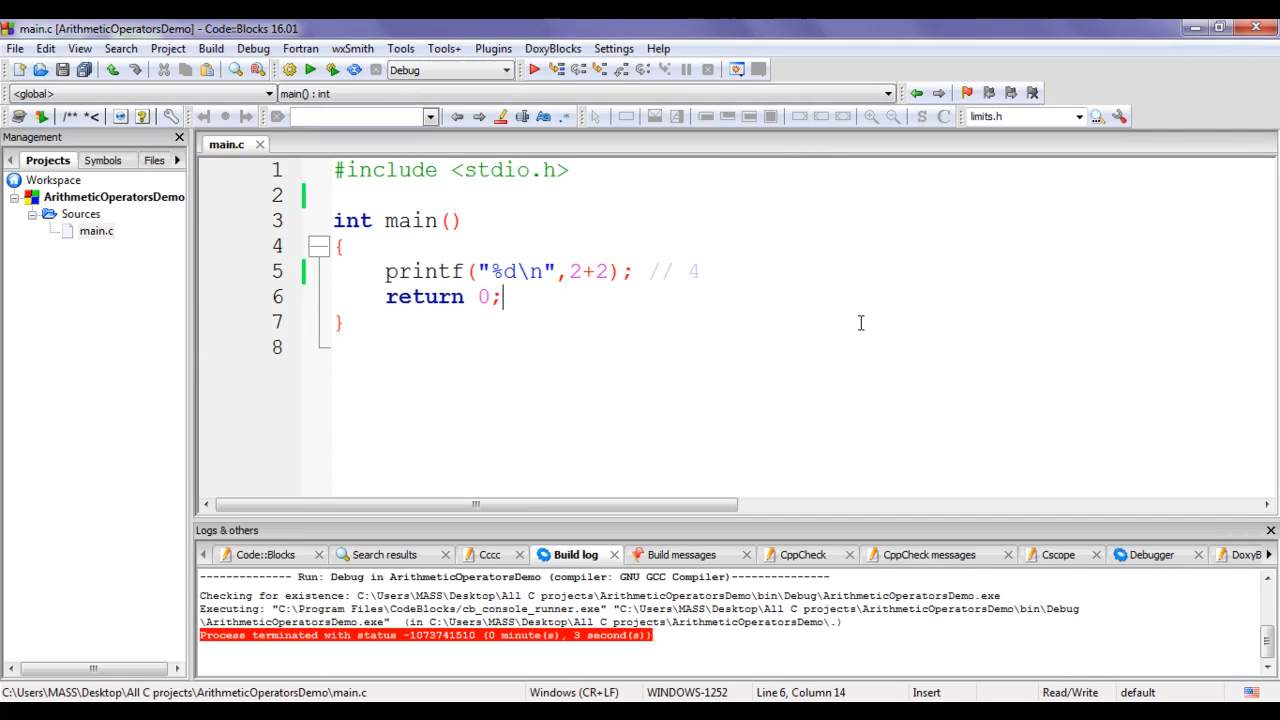 main.c [ArithmeticOperatorsDemo] - Code::Blocks 16.01
File Edit View Search Project Build Debug Fortran wxSmith Tools Tools+ Plugins DoxyBlocks Settings Help
Debug
<global> main() : int
/** *< limits.h
Management
Projects Symbols Files
Workspace
ArithmeticOperatorsDemo
Sources
main.c
main.c
1 #include <stdio.h>
2
3 int main()
4 {
5 printf("%d\n",2+2); // 4
6 return 0;
7 }
8
Logs & others
Code::Blocks Search results Cccc Build log Build messages CppCheck CppCheck messages Cscope Debugger DoxyB
-------------- Run: Debug in ArithmeticOperatorsDemo (compiler: GNU GCC Compiler)---------------
Checking for existence: C:\Users\MASS\Desktop\All C projects\ArithmeticOperatorsDemo\bin\Debug\ArithmeticOperatorsDemo.exe
Executing: "C:\Program Files\CodeBlocks/cb_console_runner.exe" "C:\Users\MASS\Desktop\All C projects\ArithmeticOperatorsDemo\bin\Debug
\ArithmeticOperatorsDemo.exe" (in C:\Users\MASS\Desktop\All C projects\ArithmeticOperatorsDemo\.)
Process terminated with status -1073741510 (0 minute(s), 3 second(s))
C:\Users\MASS\Desktop\All C projects\ArithmeticOperatorsDemo\main.c Windows (CR+LF) WINDOWS-1252 Line 6, Column 14 Insert Read/Write default